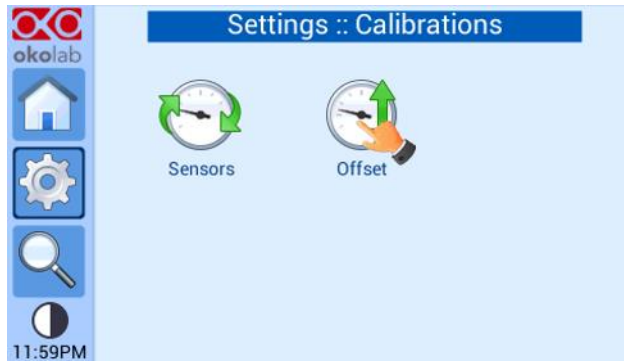 okolab
Settings :: Calibrations
Sensors
Offset
11:59PM